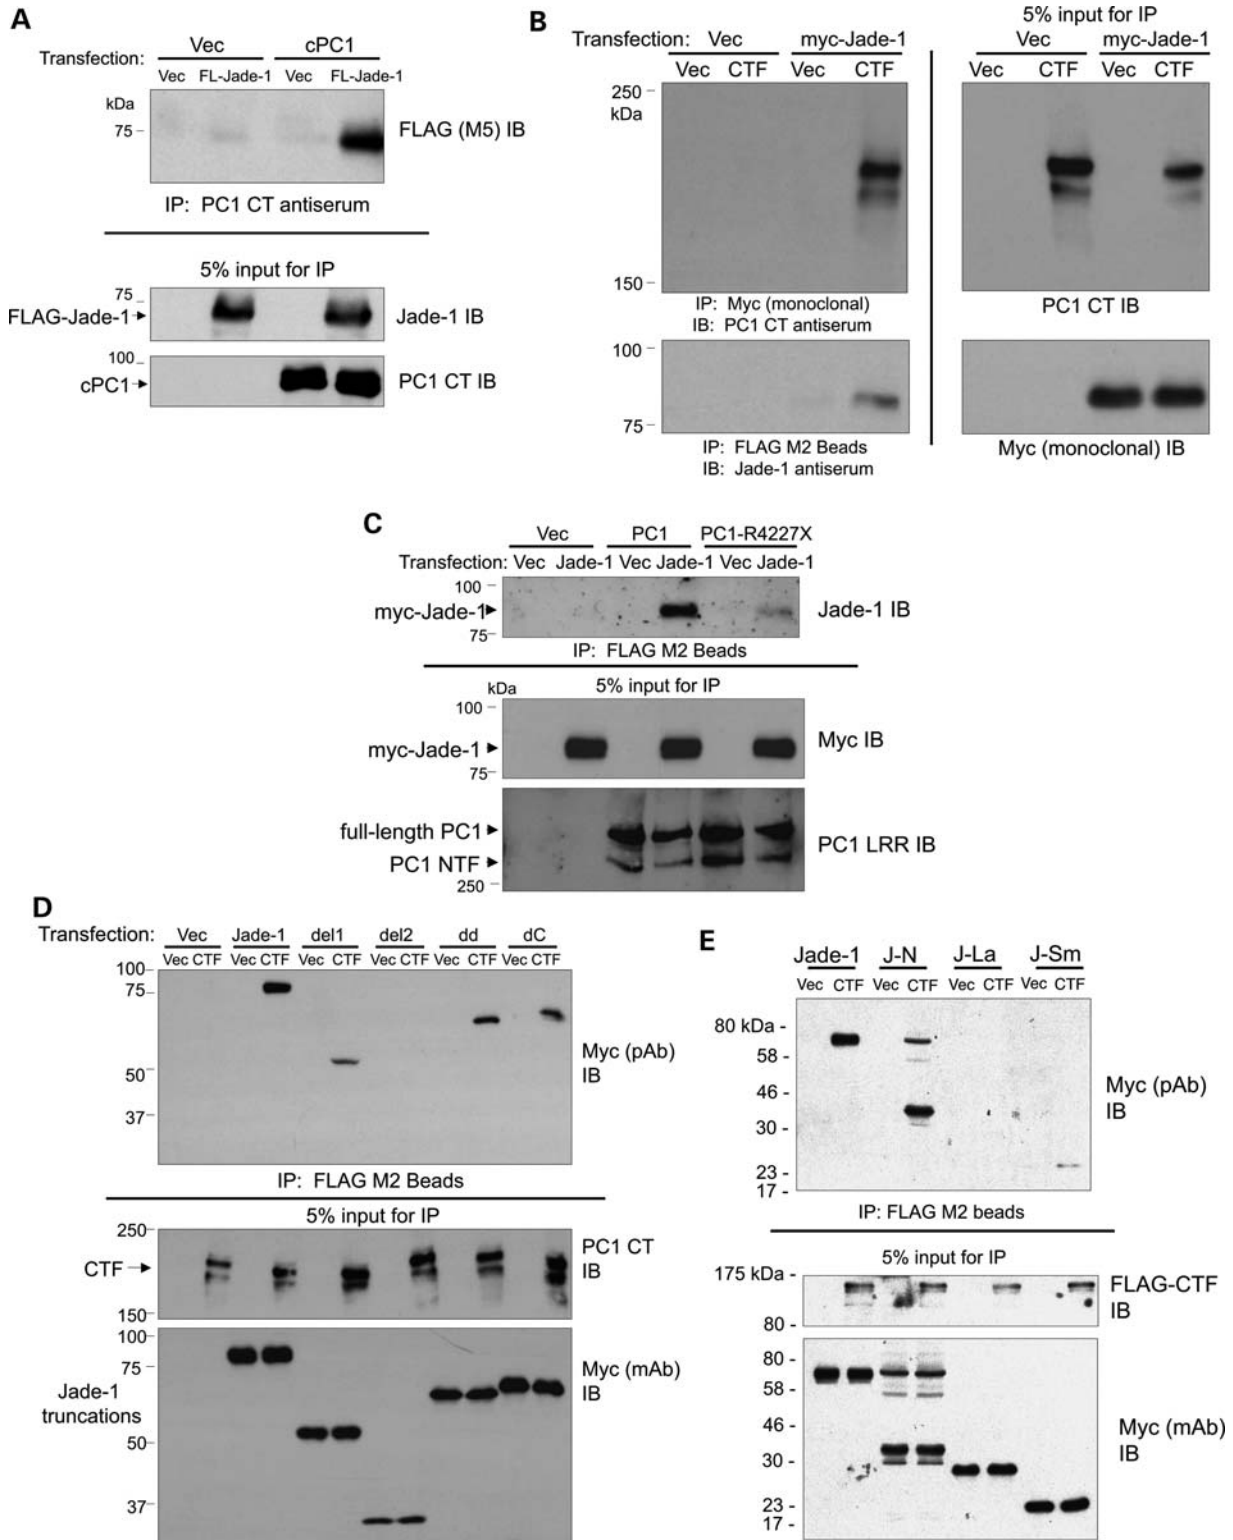 A
Vec cPC1
Transfection:
Vec FL-Jade-1 Vec FL-Jade-1
kDa
75
FLAG (M5) IB
IP: PC1 CT antiserum
5% input for IP
75
FLAG-Jade-1
Jade-1 IB
100
cPC1
PC1 CT IB
B
5% input for IP
Transfection: Vec myc-Jade-1 Vec myc-Jade-1
Vec CTF Vec CTF Vec CTF Vec CTF
250
kDa
150
IP: Myc (monoclonal)
IB: PC1 CT antiserum
PC1 CT IB
100
75
IP: FLAG M2 Beads
IB: Jade-1 antiserum
Myc (monoclonal) IB
C
Vec PC1 PC1-R4227X
Transfection: Vec Jade-1 Vec Jade-1 Vec Jade-1
100
myc-Jade-1
75
Jade-1 IB
IP: FLAG M2 Beads
kDa 5% input for IP
100
myc-Jade-1
75
Myc IB
full-length PC1
PC1 NTF
250
PC1 LRR IB
D
Transfection: Vec Jade-1 del1 del2 dd dC
Vec CTF Vec CTF Vec CTF Vec CTF Vec CTF Vec CTF
100
75
50
37
Myc (pAb)
IB
IP: FLAG M2 Beads
5% input for IP
250
CTF
150
PC1 CT
IB
100
75
Jade-1
truncations
50
37
Myc (mAb)
IB
E
Jade-1 J-N J-La J-Sm
Vec CTF Vec CTF Vec CTF Vec CTF
80 kDa -
58 -
46 -
30 -
23 -
17 -
Myc (pAb)
IB
IP: FLAG M2 beads
5% input for IP
175 kDa -
80 -
FLAG-CTF
IB
80 -
58 -
46 -
30 -
23 -
17 -
Myc (mAb)
IB